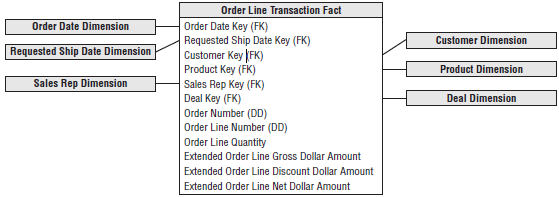 Order Line Transaction Fact
Order Date Dimension
Order Date Key (FK)
Requested Ship Date Key (FK)
Requested Ship Date Dimension
Customer Key (FK)
Customer Dimension
Product Key (FK)
Product Dimension
Sales Rep Dimension
Sales Rep Key (FK)
Deal Key (FK)
Deal Dimension
Order Number (DD)
Order Line Number (DD)
Order Line Quantity
Extended Order Line Gross Dollar Amount
Extended Order Line Discount Dollar Amount
Extended Order Line Net Dollar Amount